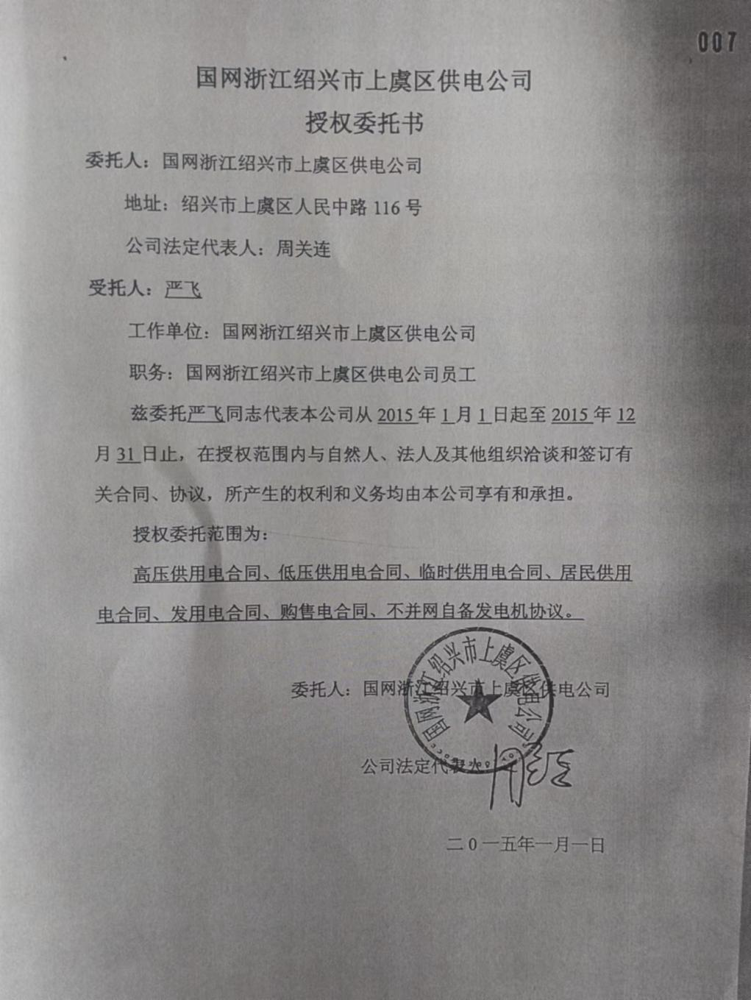 007
国网浙江绍兴市上虞区供电公司
授权委托书
委托人：国网浙江绍兴市上虞区供电公司
地址：绍兴市上虞区人民中路 116 号
公司法定代表人：周关连
受托人：严飞
工作单位：国网浙江绍兴市上虞区供电公司
职务：国网浙江绍兴市上虞区供电公司员工
兹委托严飞同志代表本公司从 2015 年 1 月 1 日起至 2015 年 12
月 31 日止，在授权范围内与自然人、法人及其他组织洽谈和签订有
关合同、协议，所产生的权利和义务均由本公司享有和承担。
授权委托范围为：
高压供用电合同、低压供用电合同、临时供用电合同、居民供用
电合同、发用电合同、购售电合同、不并网自备发电机协议。
国网浙江绍兴市上虞区供电公司
委托人：国网浙江绍兴市上虞区供电公司
公司法定代表人
二0一五年一月一日